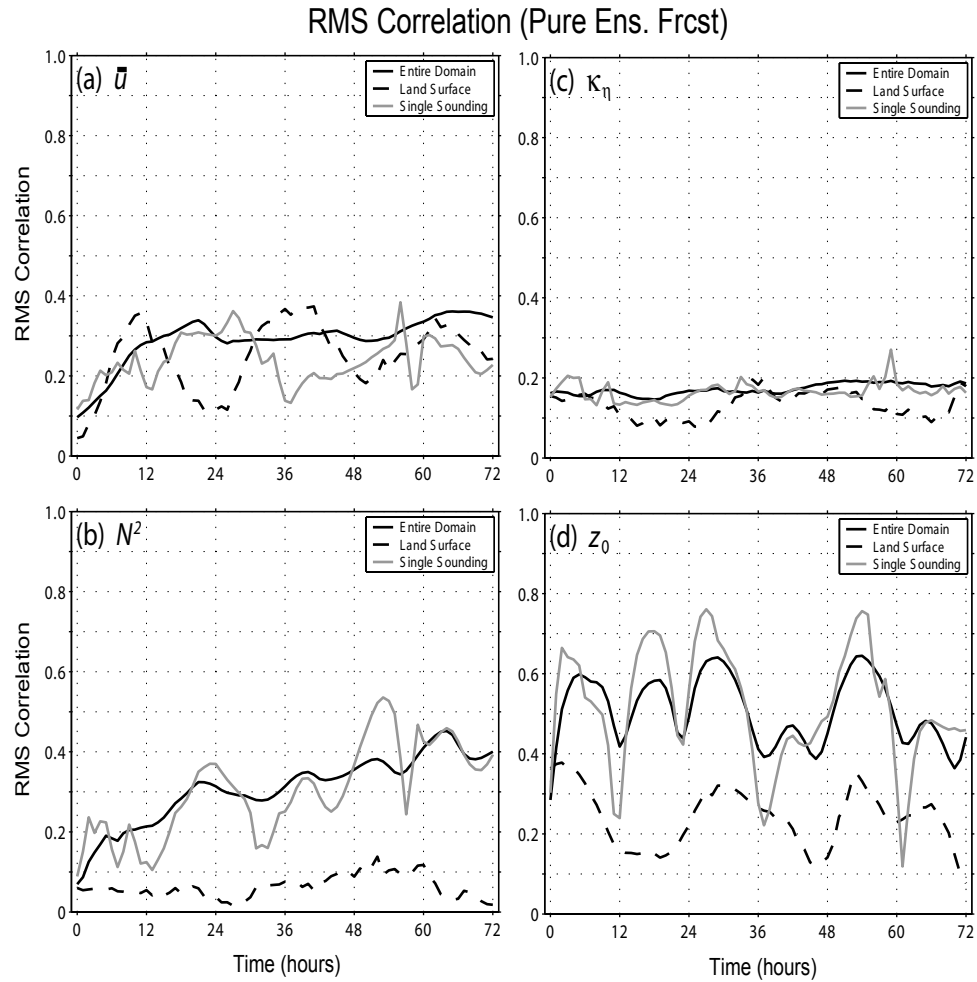 RMS Correlation (Pure Ens. Frcst)
(a) ū
Entire Domain
Land Surface
Single Sounding
RMS Correlation
1.0
0.8
0.6
0.4
0.2
0
0 12 24 36 48 60 72
(c) κη
Entire Domain
Land Surface
Single Sounding
1.0
0.8
0.6
0.4
0.2
0
0 12 24 36 48 60 72
(b) N²
Entire Domain
Land Surface
Single Sounding
RMS Correlation
1.0
0.8
0.6
0.4
0.2
0
0 12 24 36 48 60 72
Time (hours)
(d) z₀
Entire Domain
Land Surface
Single Sounding
1.0
0.8
0.6
0.4
0.2
0
0 12 24 36 48 60 72
Time (hours)